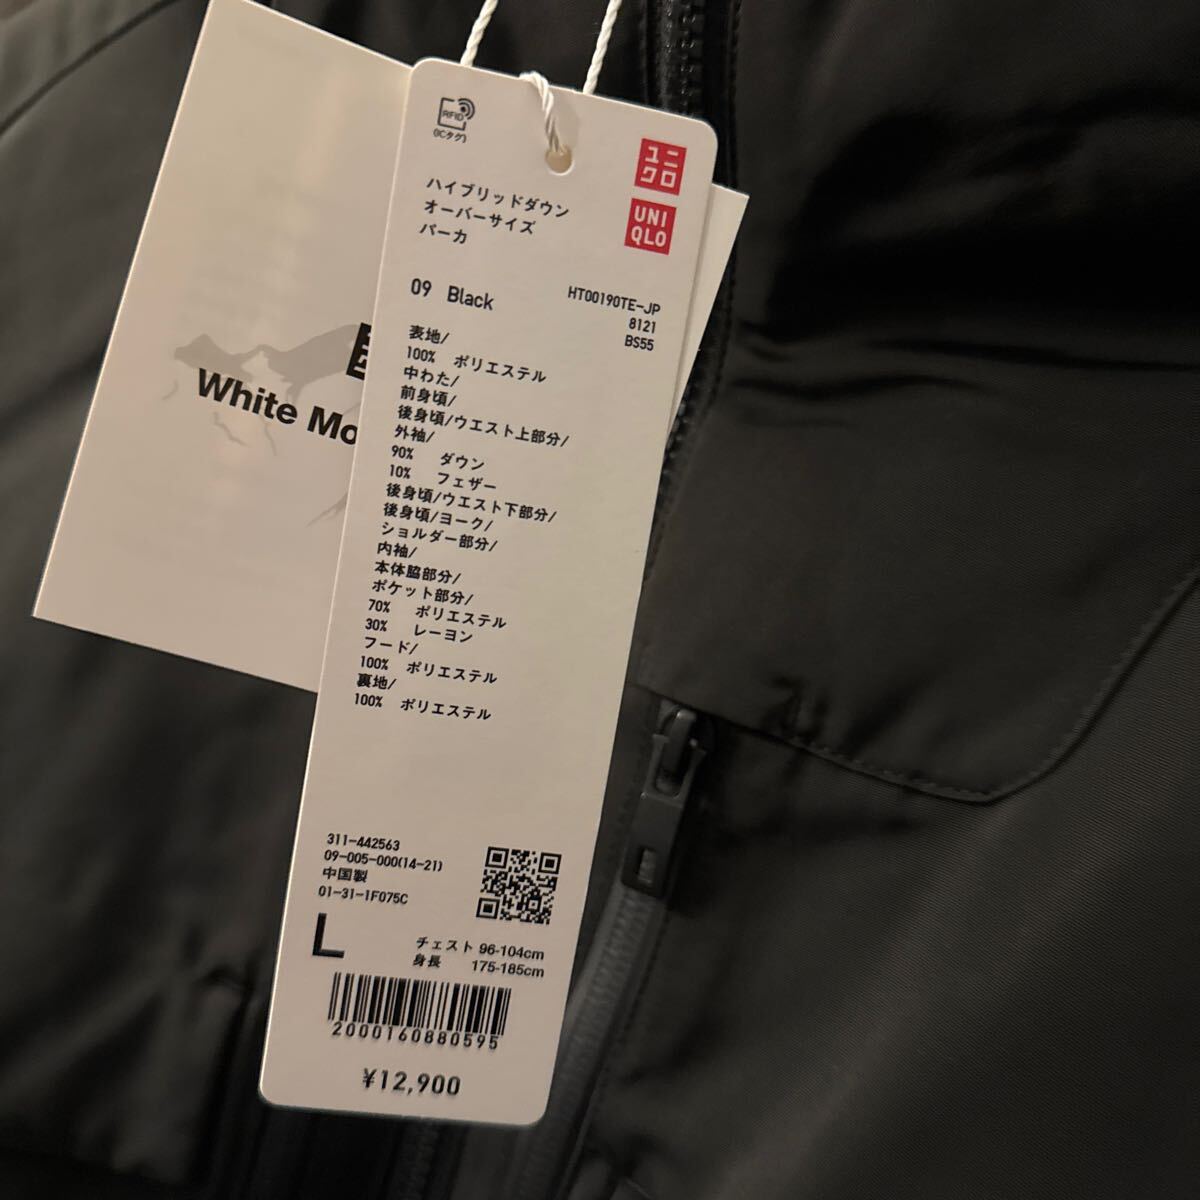 RFID
(ICタグ)
ユニ
クロ
UNI
QLO
ハイブリッドダウン
オーバーサイズ
パーカ
09 Black
HT00190TE-JP
8121
BS55
表地/
100% ポリエステル
中わた/
前身頃/
後身頃/ウエスト上部分/
外袖/
90% ダウン
10% フェザー
後身頃/ウエスト下部分/
後身頃/ヨーク/
ショルダー部分/
内袖/
本体脇部分/
ポケット部分/
70% ポリエステル
30% レーヨン
フード/
100% ポリエステル
裏地/
100% ポリエステル
White Mo
311-442563
09-005-000(14-21)
中国製
01-31-1F075C
L
チェスト 96-104cm
身長 175-185cm
2000160880595
¥12,900